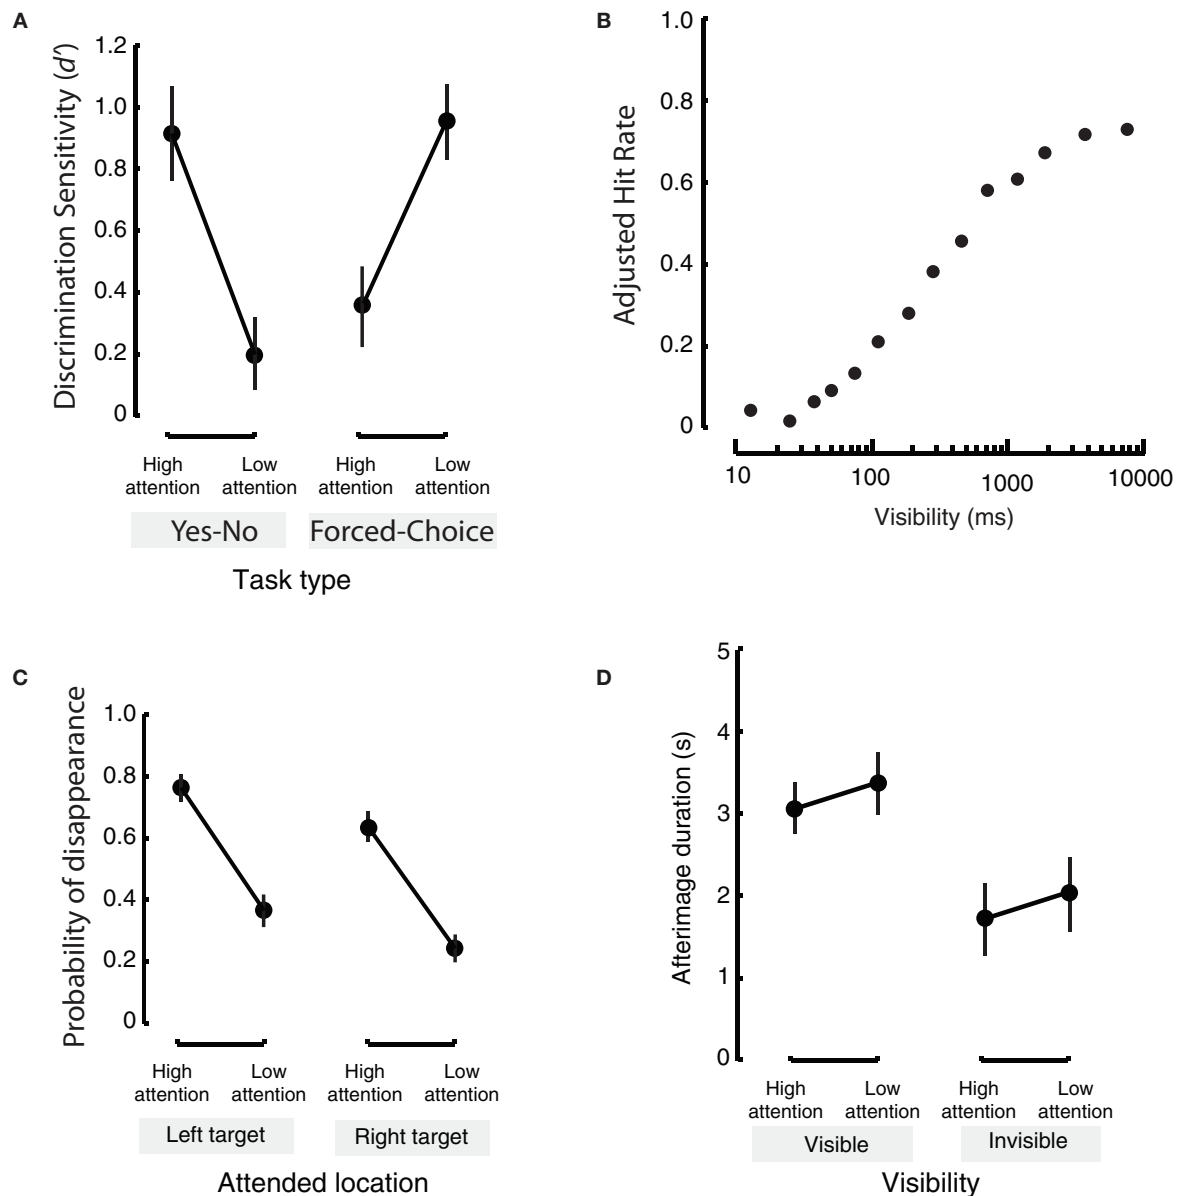 A
Discrimination Sensitivity (d′)
1.2
1.0
0.8
0.6
0.4
0.2
0
High
attention
Low
attention
High
attention
Low
attention
Yes-No
Forced-Choice
Task type
B
Adjusted Hit Rate
1.0
0.8
0.6
0.4
0.2
0
10
100
1000
10000
Visibility (ms)
C
Probability of disappearance
1.0
0.8
0.6
0.4
0.2
0
High
attention
Low
attention
High
attention
Low
attention
Left target
Right target
Attended location
D
Afterimage duration (s)
5
4
3
2
1
0
High
attention
Low
attention
High
attention
Low
attention
Visible
Invisible
Visibility